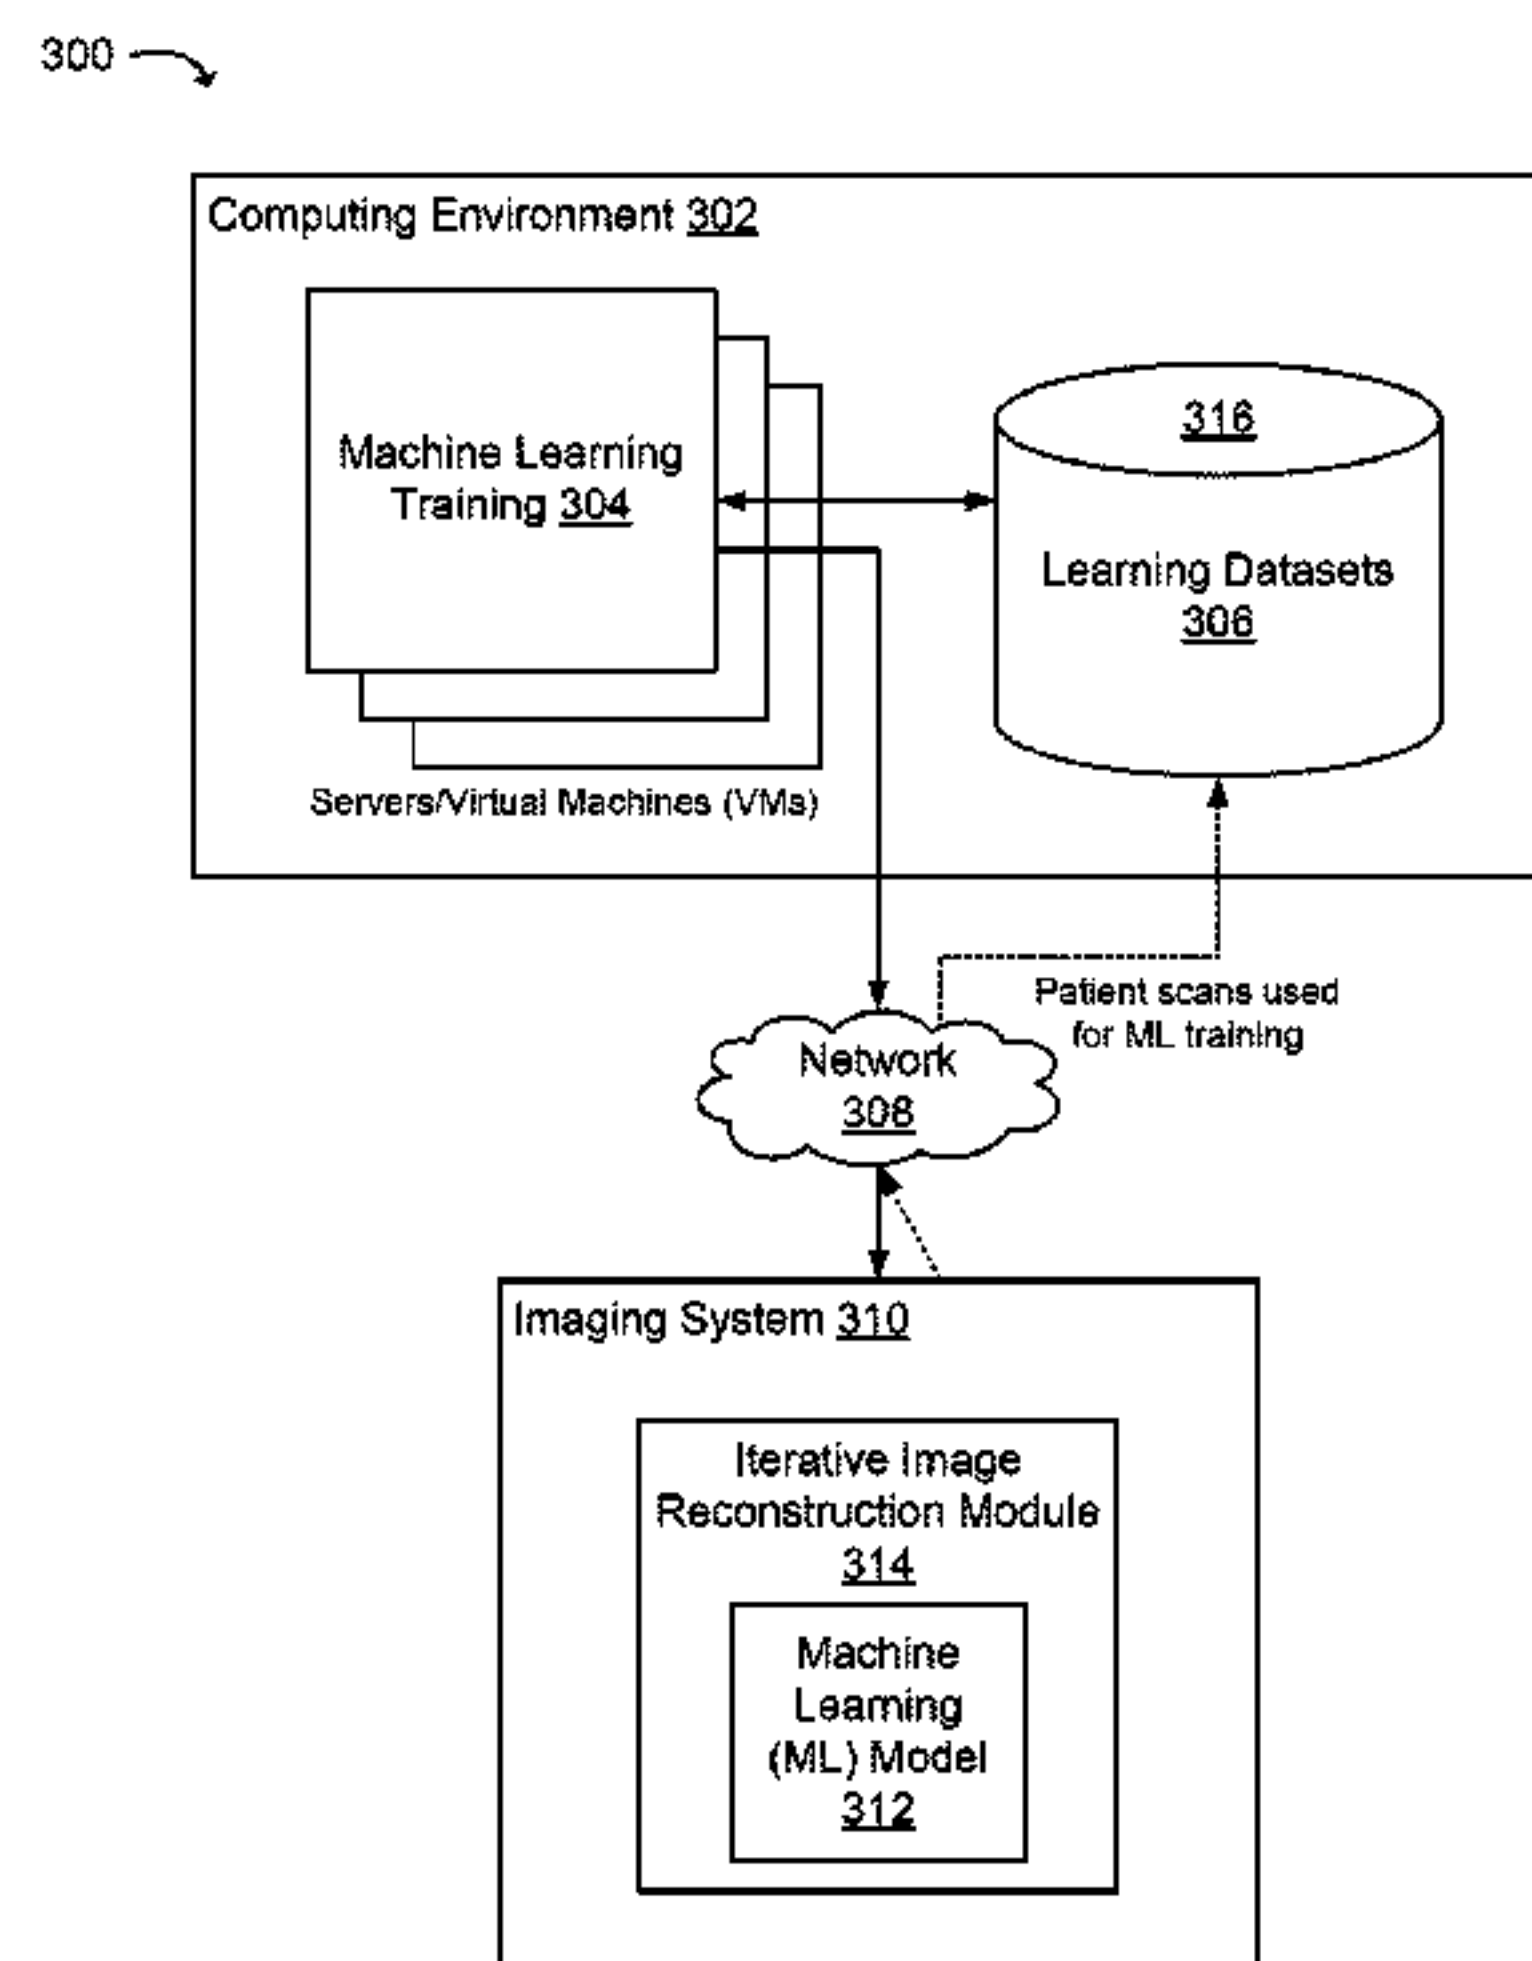 300
Computing Environment 302
Machine Learning
Training 304
Servers/Virtual Machines (VMs)
316
Learning Datasets
306
Patient scans used
for ML training
Network
308
Imaging System 310
Iterative Image
Reconstruction Module
314
Machine
Learning
(ML) Model
312